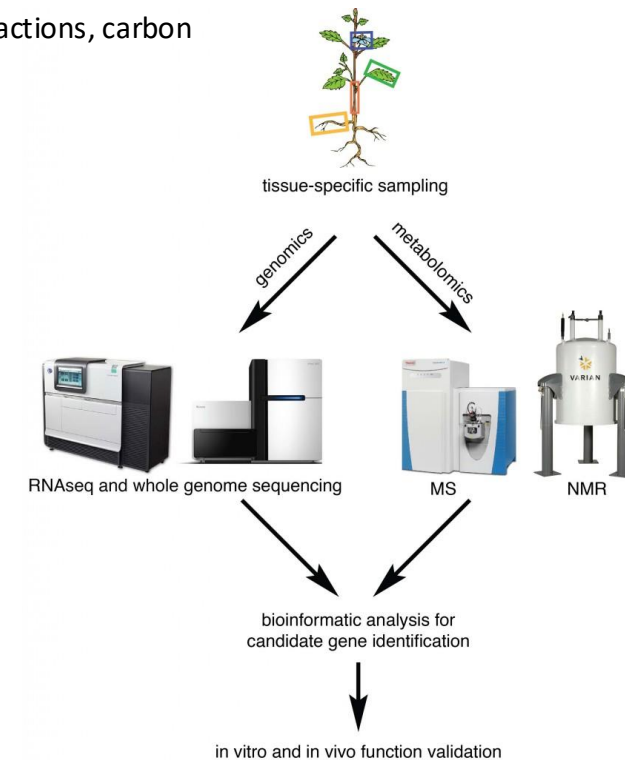 actions, carbon
tissue-specific sampling
genomics
metabolomics
VARIAN
RNAseq and whole genome sequencing
MS
NMR
bioinformatic analysis for
candidate gene identification
in vitro and in vivo function validation